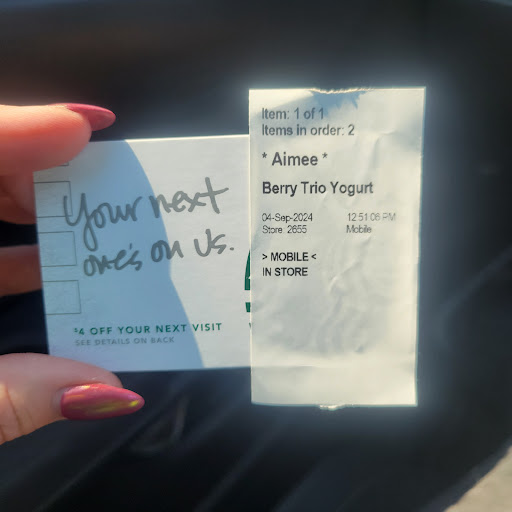 Your next
one's on us.
$4 OFF YOUR NEXT VISIT
SEE DETAILS ON BACK
Item: 1 of 1
Items in order: 2
* Aimee *
Berry Trio Yogurt
04-Sep-2024 12:51:06 PM
Store 2655 Mobile
> MOBILE <
IN STORE